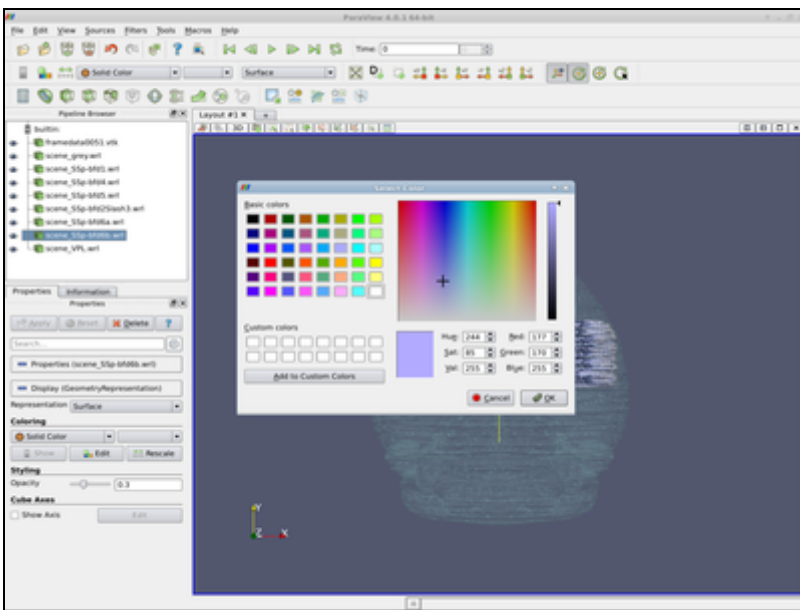 ParaView 4.0.1 64-bit
File Edit View Sources Filters Tools Macros Help
Time: 0
Solid Color Surface
Pipeline Browser
Layout #1
3D
builtin:
framedata0051.vtk
scene_grey.wrl
scene_SSp-bfd1.wrl
scene_SSp-bfd4.wrl
scene_SSp-bfd5.wrl
scene_SSp-bfd2Slash3.wrl
scene_SSp-bfd6a.wrl
scene_SSp-bfd6b.wrl
scene_VPL.wrl
Properties Information
Properties
Apply Reset Delete ?
Search...
Properties (scene_SSp-bfd6b.wrl)
Display (GeometryRepresentation)
Representation Surface
Coloring
Solid Color
Show Edit Rescale
Styling
Opacity 0.3
Cube Axes
Show Axis Edit
Select Color
Basic colors
Custom colors
Add to Custom Colors
Hue: 244 Red: 177
Sat: 85 Green: 170
Val: 255 Blue: 255
Cancel OK
Y
Z X